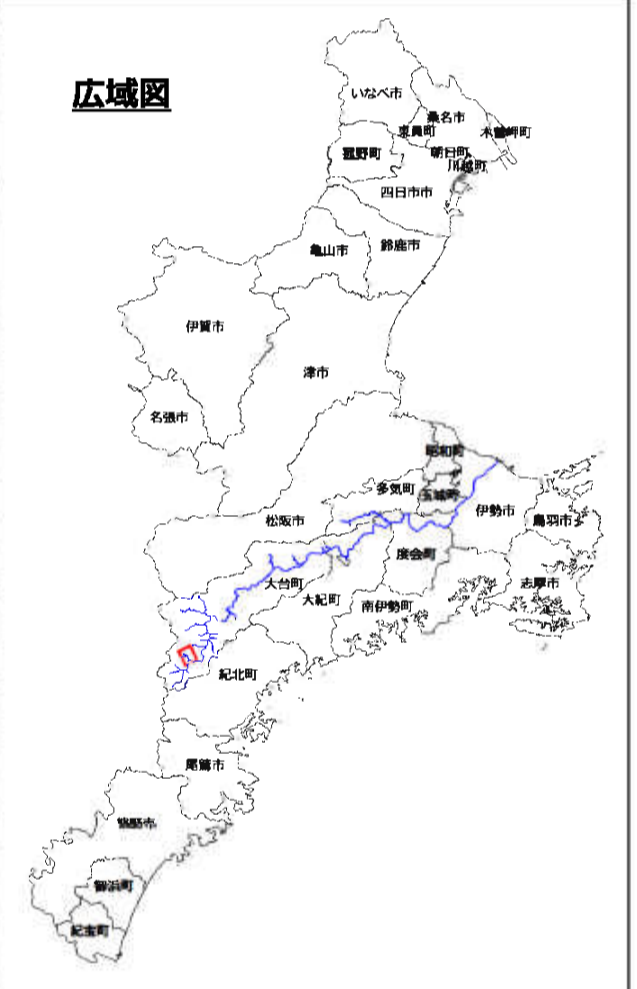 広域図
いなべ市
桑名市
東員町
木曽岬町
朝日町
川越町
菰野町
四日市市
亀山市
鈴鹿市
伊賀市
津市
名張市
多気町
玉城町
松阪市
伊勢市
鳥羽市
度会町
大台町
大紀町
南伊勢町
志摩市
紀北町
尾鷲市
熊野市
御浜町
紀宝町